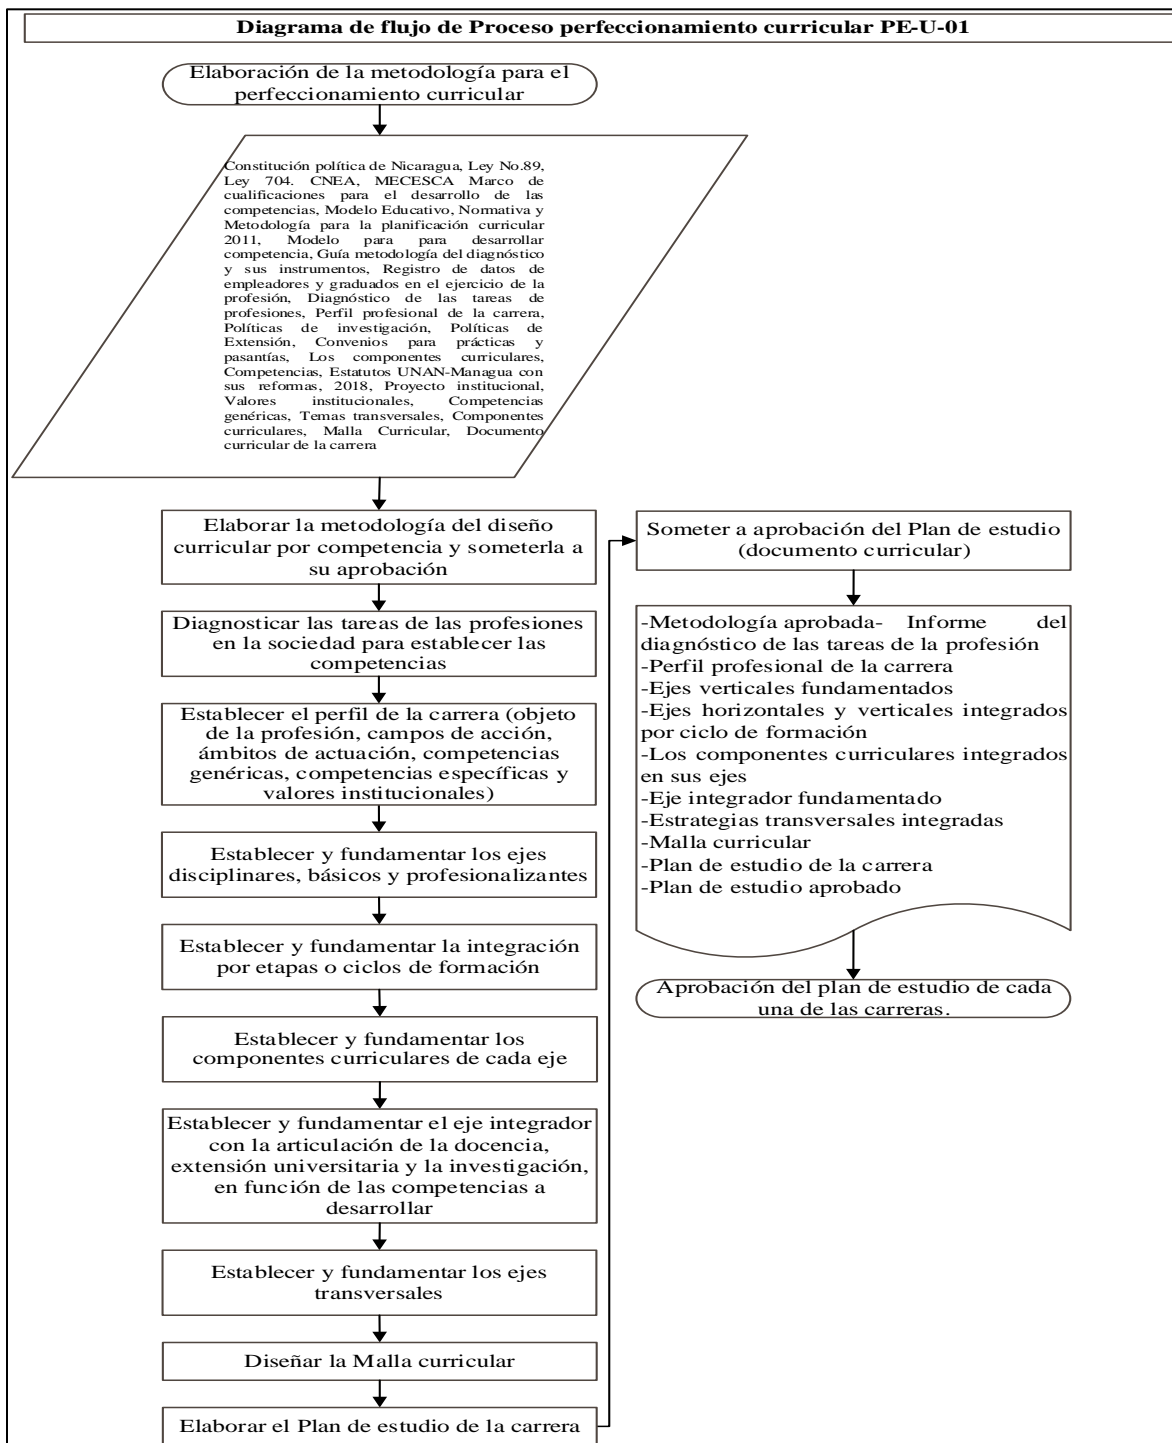 Diagrama de flujo de Proceso perfeccionamiento curricular PE-U-01
Elaboración de la metodología para el
perfeccionamiento curricular
Constitución política de Nicaragua, Ley No.89,
Ley 704. CNEA, MECESCA Marco de
cualificaciones para el desarrollo de las
competencias, Modelo Educativo, Normativa y
Metodología para la planificación curricular
2011, Modelo para para desarrollar
competencia, Guía metodología del diagnóstico
y sus instrumentos, Registro de datos de
empleadores y graduados en el ejercicio de la
profesión, Diagnóstico de las tareas de
profesiones, Perfil profesional de la carrera,
Políticas de investigación, Políticas de
Extensión, Convenios para prácticas y
pasantías, Los componentes curriculares,
Competencias, Estatutos UNAN-Managua con
sus reformas, 2018, Proyecto institucional,
Valores institucionales, Competencias
genéricas, Temas transversales, Componentes
curriculares, Malla Curricular, Documento
curricular de la carrera
Elaborar la metodología del diseño
curricular por competencia y someterla a
su aprobación
Diagnosticar las tareas de las profesiones
en la sociedad para establecer las
competencias
Establecer el perfil de la carrera (objeto
de la profesión, campos de acción,
ámbitos de actuación, competencias
genéricas, competencias específicas y
valores institucionales)
Establecer y fundamentar los ejes
disciplinares, básicos y profesionalizantes
Establecer y fundamentar la integración
por etapas o ciclos de formación
Establecer y fundamentar los
componentes curriculares de cada eje
Establecer y fundamentar el eje integrador
con la articulación de la docencia,
extensión universitaria y la investigación,
en función de las competencias a
desarrollar
Establecer y fundamentar los ejes
transversales
Diseñar la Malla curricular
Elaborar el Plan de estudio de la carrera
Someter a aprobación del Plan de estudio
(documento curricular)
-Metodología aprobada- Informe del
diagnóstico de las tareas de la profesión
-Perfil profesional de la carrera
-Ejes verticales fundamentados
-Ejes horizontales y verticales integrados
por ciclo de formación
-Los componentes curriculares integrados
en sus ejes
-Eje integrador fundamentado
-Estrategias transversales integradas
-Malla curricular
-Plan de estudio de la carrera
-Plan de estudio aprobado
Aprobación del plan de estudio de cada
una de las carreras.